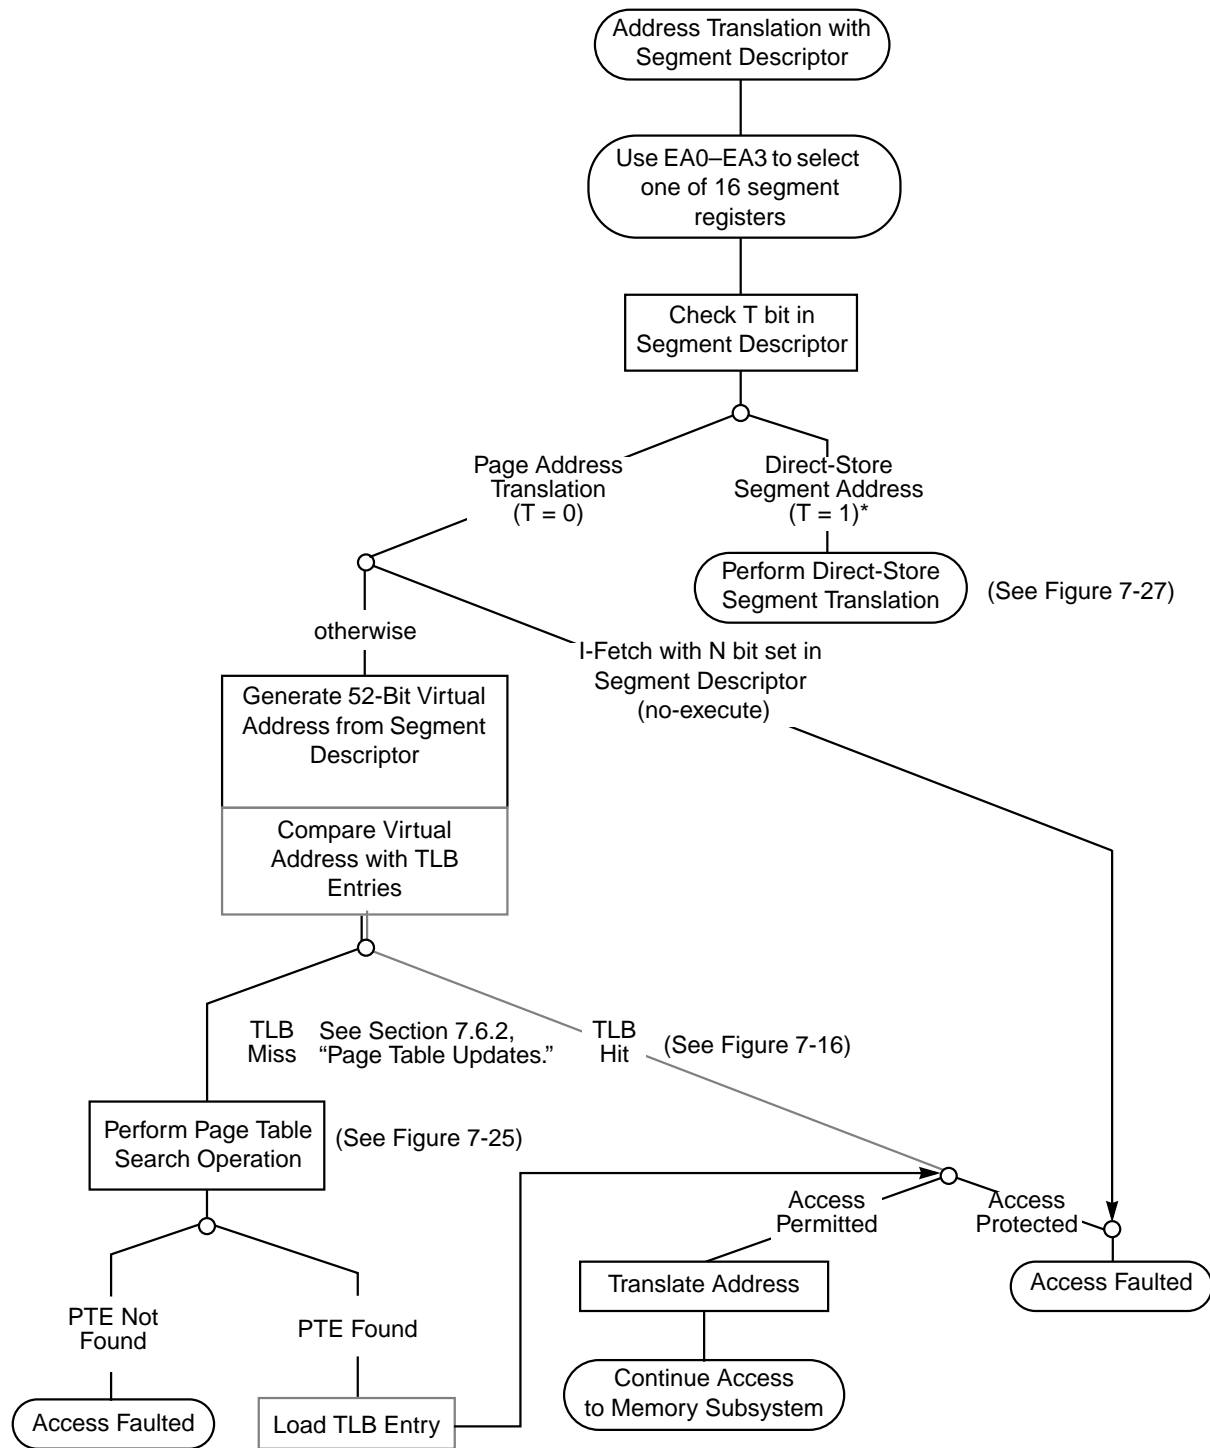 Address Translation with
Segment Descriptor
Use EA0–EA3 to select
one of 16 segment
registers
Check T bit in
Segment Descriptor
Page Address
Translation
(T = 0)
Direct-Store
Segment Address
(T = 1)*
Perform Direct-Store
Segment Translation
(See Figure 7-27)
otherwise
I-Fetch with N bit set in
Segment Descriptor
(no-execute)
Generate 52-Bit Virtual
Address from Segment
Descriptor
Compare Virtual
Address with TLB
Entries
TLB
Miss
See Section 7.6.2,
“Page Table Updates.”
TLB
Hit
(See Figure 7-16)
Perform Page Table
Search Operation
(See Figure 7-25)
Access
Permitted
Access
Protected
Translate Address
Access Faulted
PTE Not
Found
PTE Found
Continue Access
to Memory Subsystem
Access Faulted
Load TLB Entry